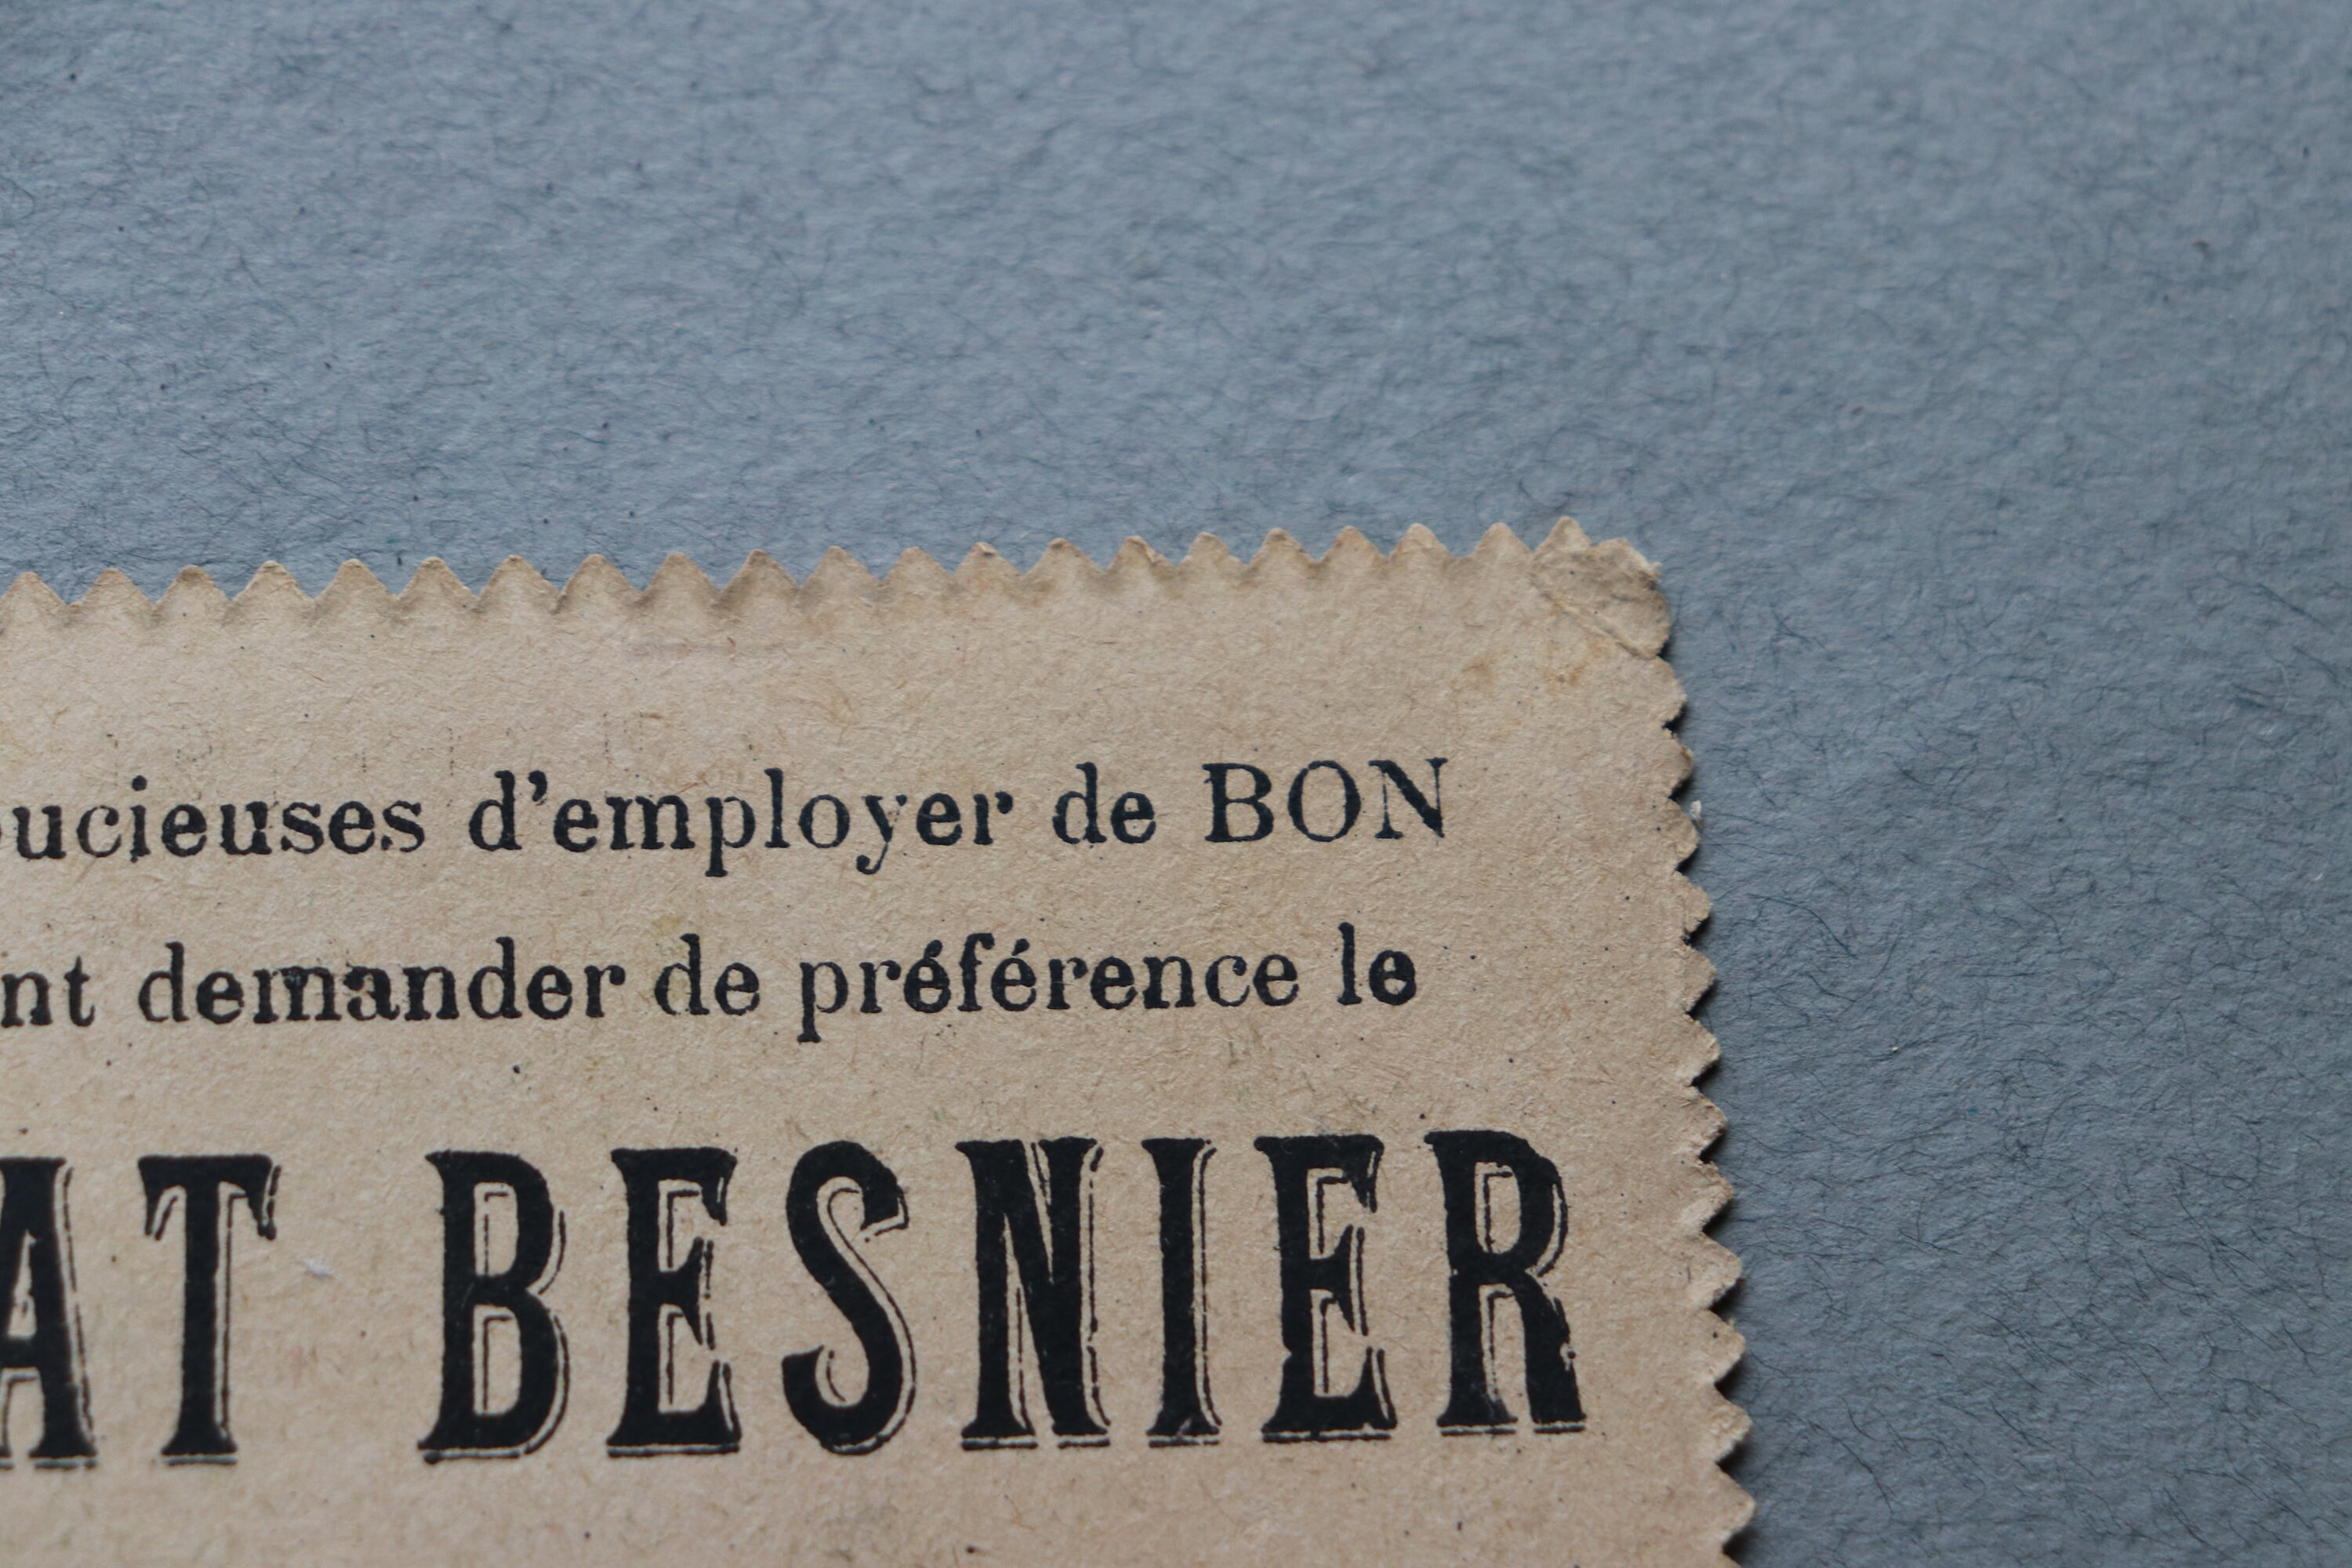 oucieuses d'employer de BON
nt demander de préférence le
AT BESNIER